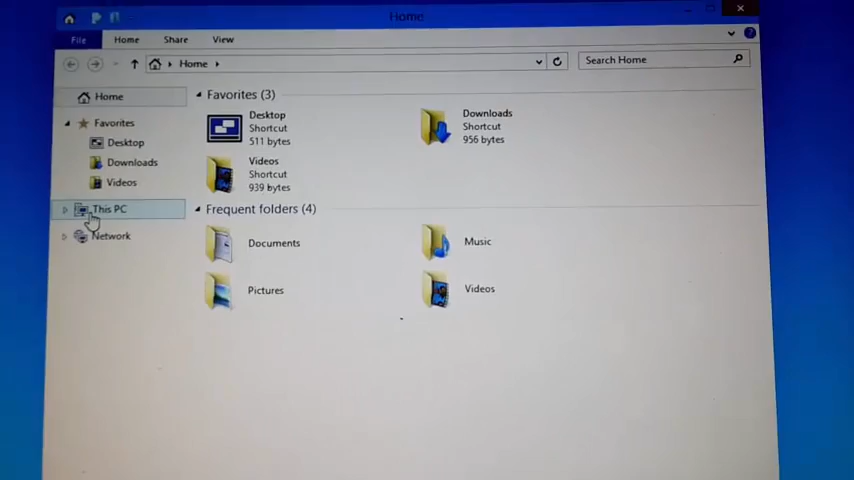 Home
File Home Share View
Home
Search Home
Home
Favorites
Desktop
Downloads
Videos
This PC
Network
Favorites (3)
Desktop
Shortcut
511 bytes
Downloads
Shortcut
956 bytes
Videos
Shortcut
939 bytes
Frequent folders (4)
Documents
Music
Pictures
Videos